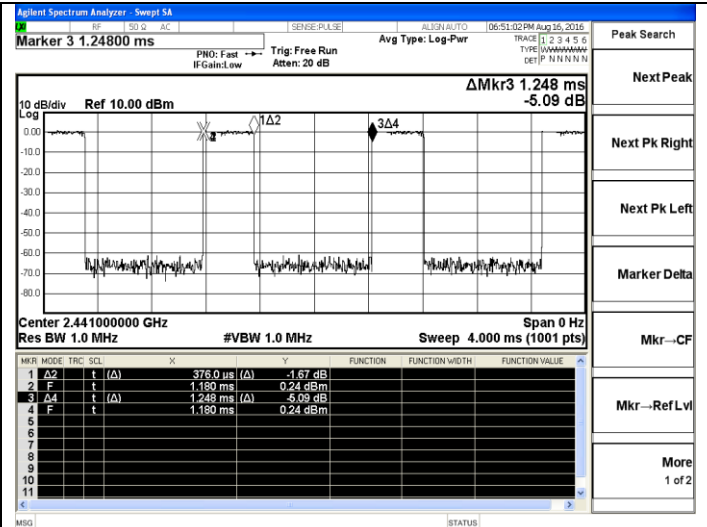 Agilent Spectrum Analyzer - Swept SA
RF 50 Ω AC SENSE:PULSE ALIGN AUTO 06:51:02 PM Aug 16, 2016
Marker 3 1.24800 ms
PNO: Fast Trig: Free Run
IFGain:Low Atten: 20 dB
Avg Type: Log-Pwr
TRACE 1 2 3 4 5 6
TYPE WWWWWW
DET P N N N N N
Peak Search
ΔMkr3 1.248 ms
-5.09 dB
10 dB/div Ref 10.00 dBm
Log
1Δ2
3Δ4
0.00
-10.0
-20.0
-30.0
-40.0
-50.0
-60.0
-70.0
-80.0
Center 2.441000000 GHz Span 0 Hz
Res BW 1.0 MHz #VBW 1.0 MHz Sweep 4.000 ms (1001 pts)
MKR MODE TRC SCL X Y FUNCTION FUNCTION WIDTH FUNCTION VALUE
1 Δ2 t (Δ) 376.0 µs (Δ) -1.67 dB
2 F t 1.180 ms 0.24 dBm
3 Δ4 t (Δ) 1.248 ms (Δ) -5.09 dB
4 F t 1.180 ms 0.24 dBm
5
6
7
8
9
10
11
MSG STATUS
Next Peak
Next Pk Right
Next Pk Left
Marker Delta
Mkr→CF
Mkr→Ref Lvl
More
1 of 2